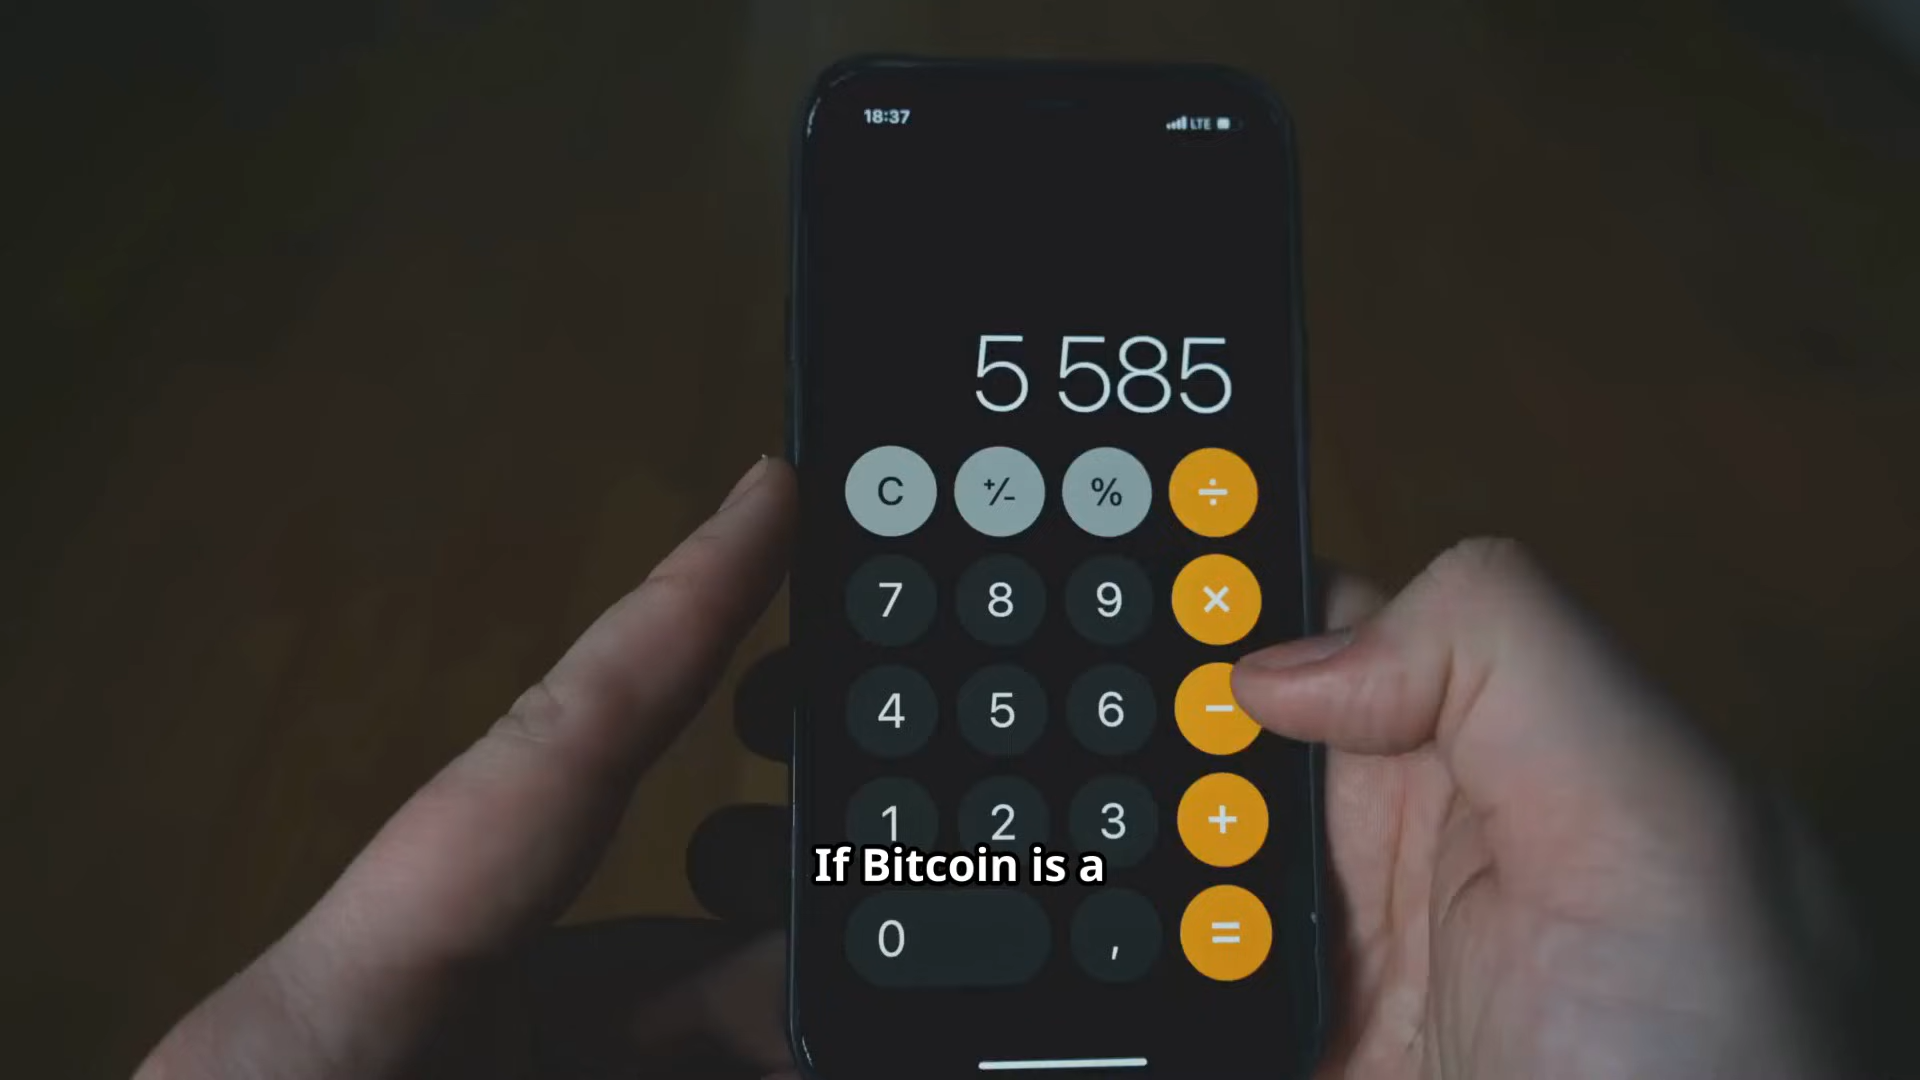 18:37
LTE
5 585
C +/- % ÷
7 8 9 ×
4 5 6 −
1 2 3 +
If Bitcoin is a
0 , =